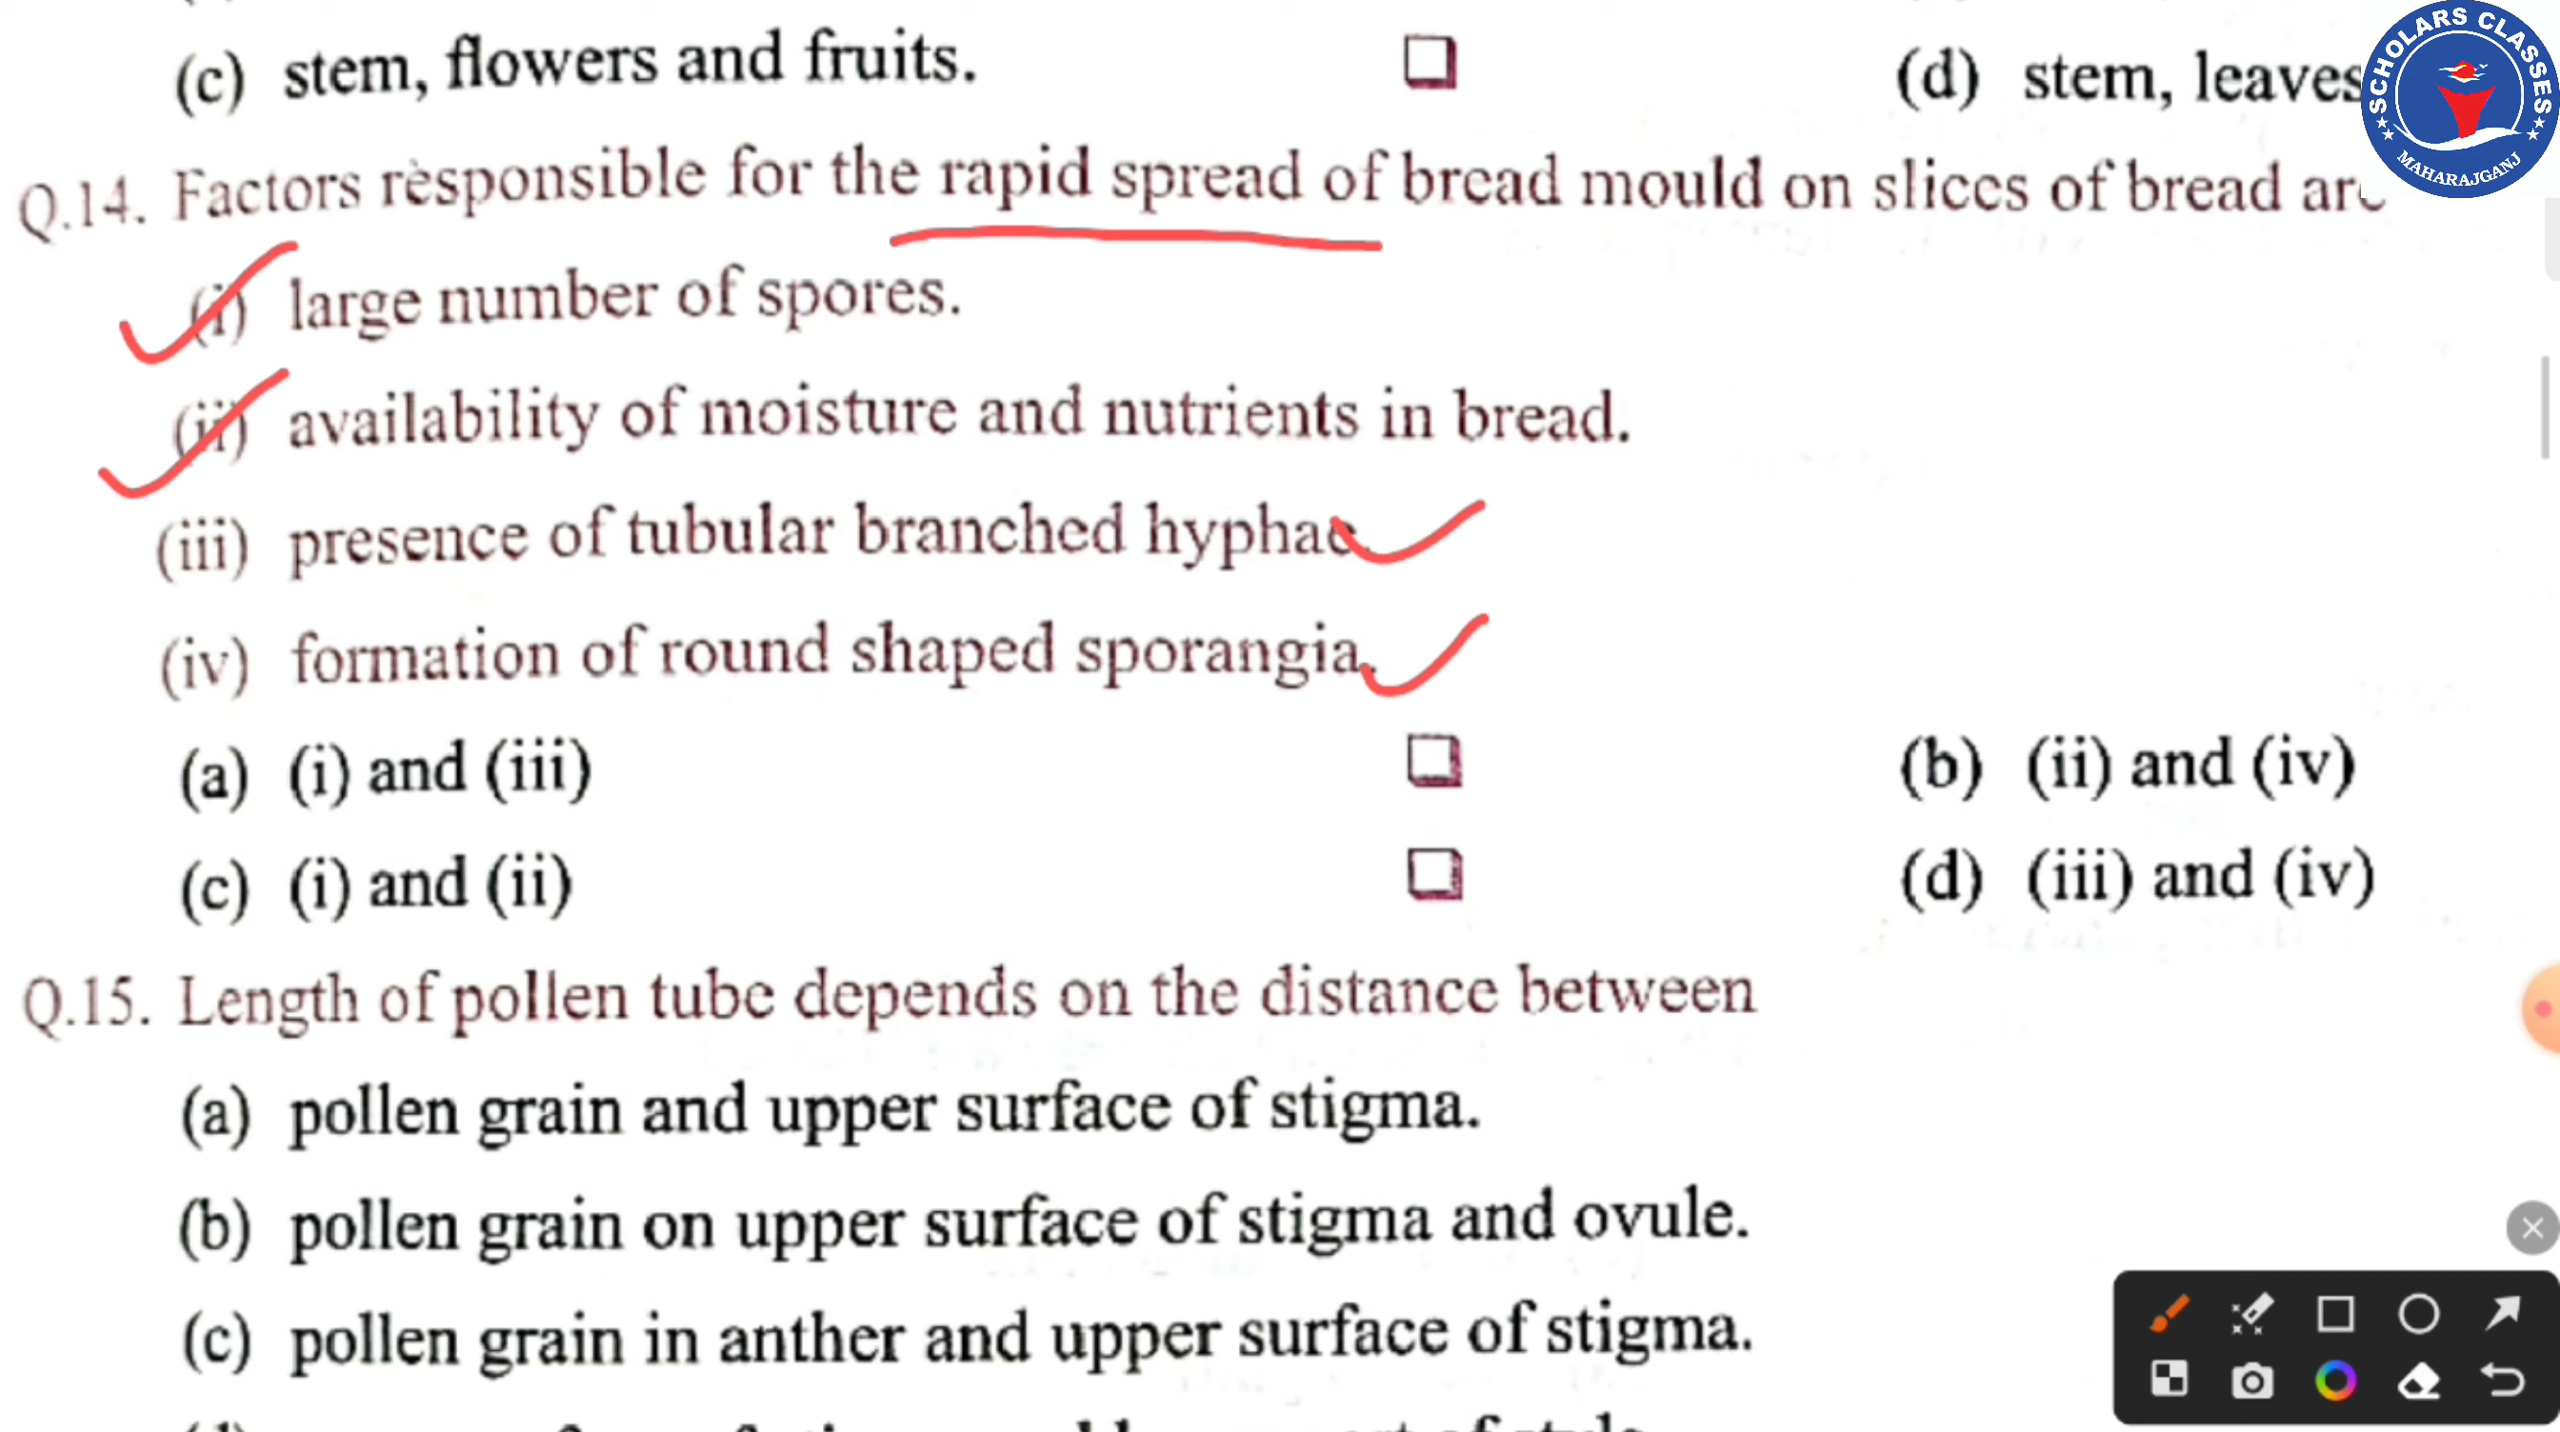 (c) stem, flowers and fruits.
(d) stem, leaves
SCHOLARS CLASSES
MAHARAJGANJ
Q.14. Factors responsible for the rapid spread of bread mould on slices of bread are
(i) large number of spores.
(ii) availability of moisture and nutrients in bread.
(iii) presence of tubular branched hyphae.
(iv) formation of round shaped sporangia.
(a) (i) and (iii)
(b) (ii) and (iv)
(c) (i) and (ii)
(d) (iii) and (iv)
Q.15. Length of pollen tube depends on the distance between
(a) pollen grain and upper surface of stigma.
(b) pollen grain on upper surface of stigma and ovule.
(c) pollen grain in anther and upper surface of stigma.